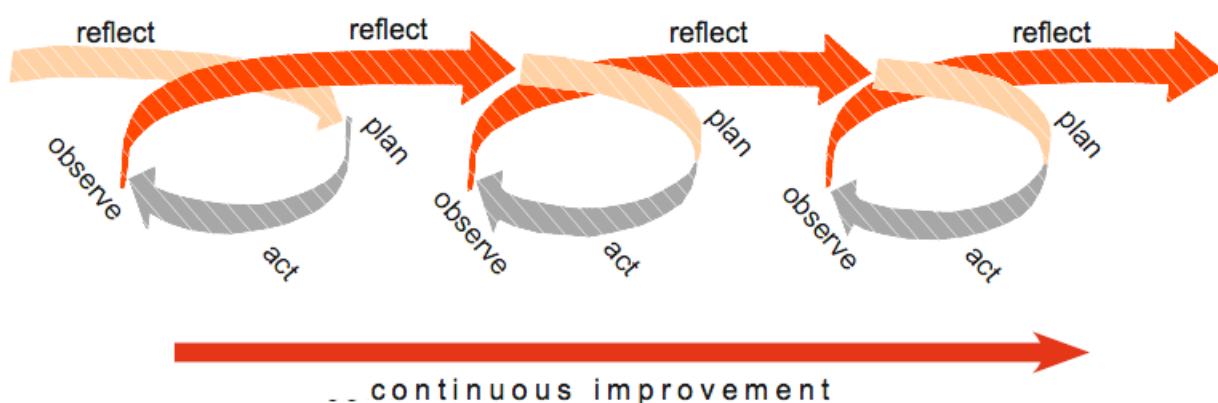 reflect
reflect
reflect
reflect
plan
plan
plan
observe
observe
observe
act
act
act
continuous improvement